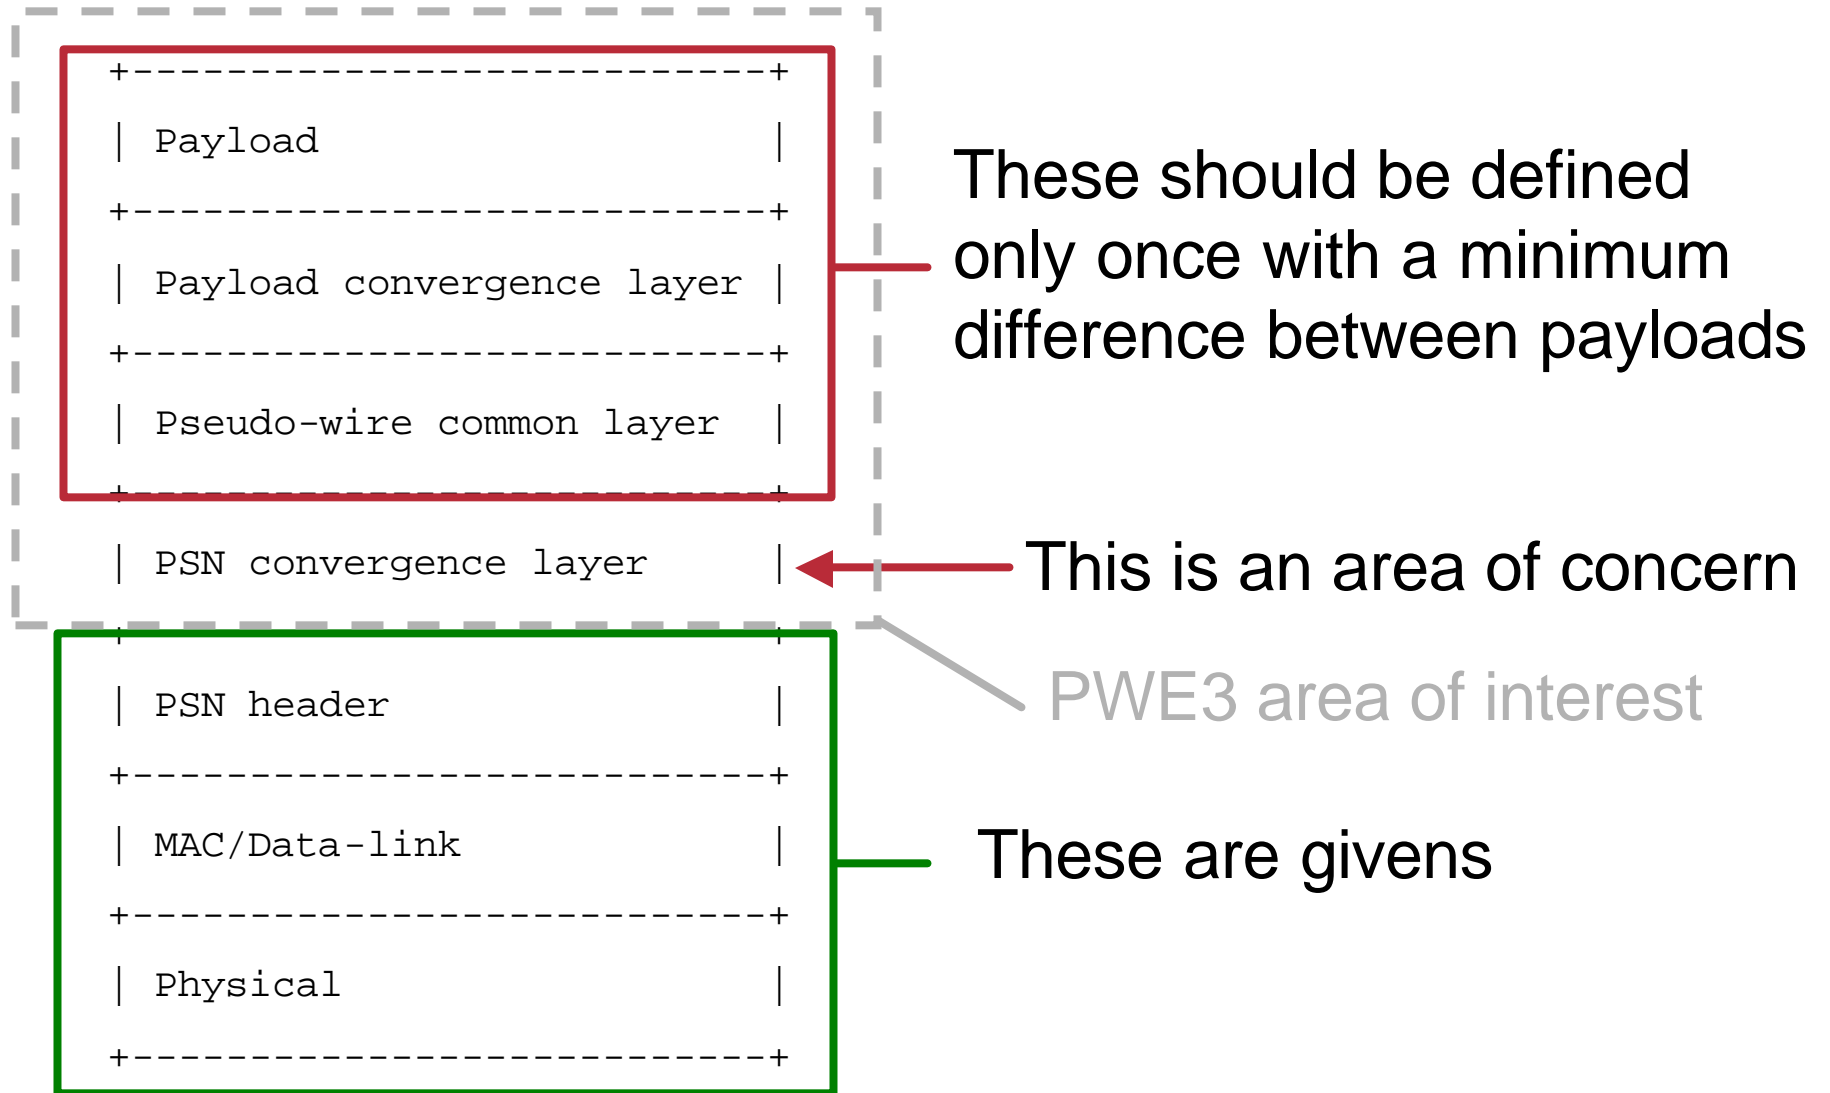 +---------------------------+
| Payload                   |
+---------------------------+
| Payload convergence layer |
+---------------------------+
| Pseudo-wire common layer  |
+---------------------------+
| PSN convergence layer     |
+                           +
| PSN header                |
+---------------------------+
| MAC/Data-link             |
+---------------------------+
| Physical                  |
+---------------------------+
These should be defined
only once with a minimum
difference between payloads
This is an area of concern
PWE3 area of interest
These are givens